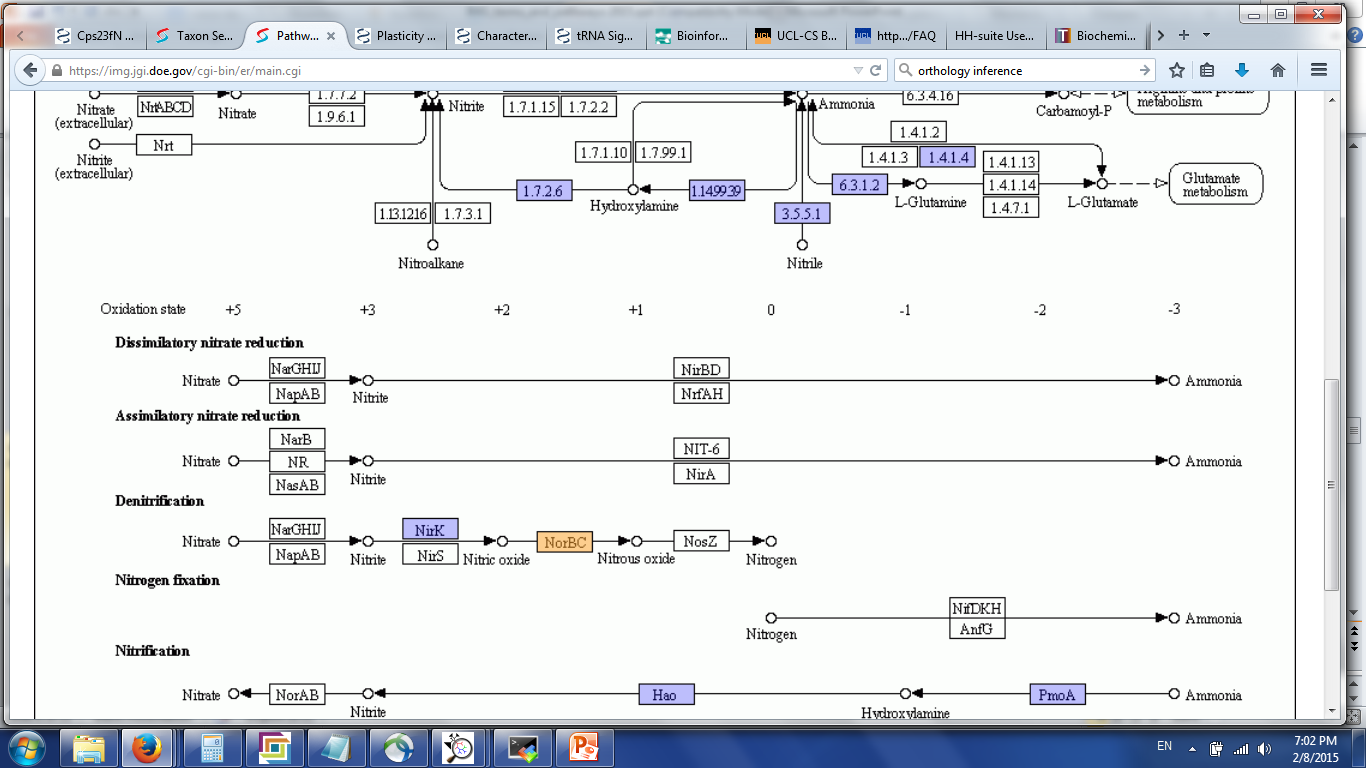 Cps23fN ...
Taxon Se...
Pathw...
Plasticity ...
Character...
tRNA Sig...
Bioinfor...
UCL-CS B...
http.../FAQ
HH-suite Use...
Biochemi...
https://img.jgi.doe.gov/cgi-bin/er/main.cgi
orthology inference
Nitrate
(extracellular)
NrtABCD
Nitrate
1.7.7.2
1.9.6.1
Nitrite
1.7.1.15
1.7.2.2
Ammonia
6.3.4.16
Carbamoyl-P
metabolism
Nitrite
(extracellular)
Nrt
1.7.1.10
1.7.99.1
1.4.1.2
1.4.1.3
1.4.1.4
1.4.1.13
1.4.1.14
1.4.7.1
1.7.2.6
Hydroxylamine
1.14.99.39
6.3.1.2
L-Glutamine
L-Glutamate
Glutamate
metabolism
1.13.12.16
1.7.3.1
3.5.5.1
Nitroalkane
Nitrile
Oxidation state +5 +3 +2 +1 0 -1 -2 -3
Dissimilatory nitrate reduction
NarGHIJ NirBD
Nitrate Ammonia
NapAB Nitrite NrfAH
Assimilatory nitrate reduction
NarB NIT-6
Nitrate NR Ammonia
NasAB Nitrite NirA
Denitrification
NarGHIJ NirK
Nitrate NorBC NosZ
NapAB Nitrite NirS Nitric oxide Nitrous oxide Nitrogen
Nitrogen fixation
NifDKH
Nitrogen Ammonia
AnfG
Nitrification
Nitrate NorAB Hao PmoA Ammonia
Nitrite Hydroxylamine
EN
7:02 PM
2/8/2015